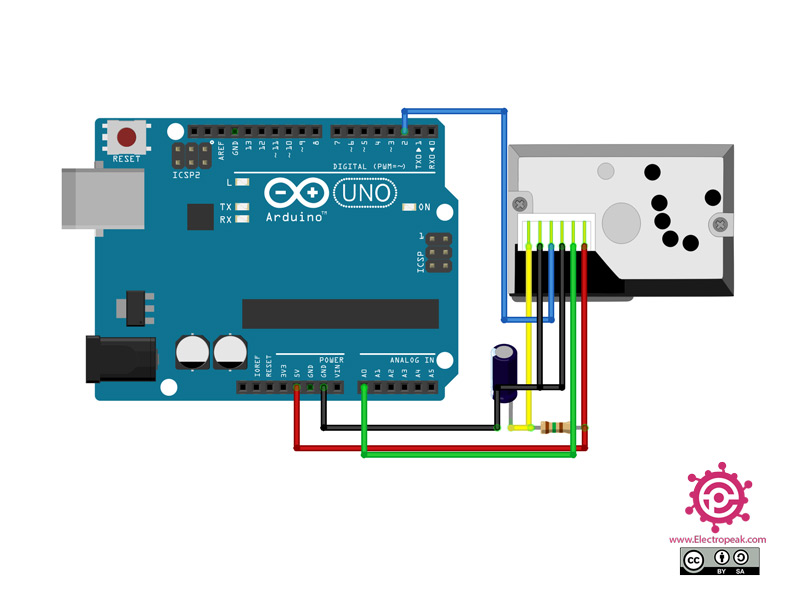 RESET
ICSP2
AREF
GND
13
12
~11
~10
~9
8
7
~6
~5
4
~3
2
TX0 ▶ 1
RX0 ◀ 0
DIGITAL (PWM=~)
L
TX
RX
UNO
Arduino™
ON
1
ICSP
POWER
ANALOG IN
IOREF
RESET
3V3
5V
GND
GND
VIN
A0
A1
A2
A3
A4
A5
www.Electropeak.com
cc
BY SA